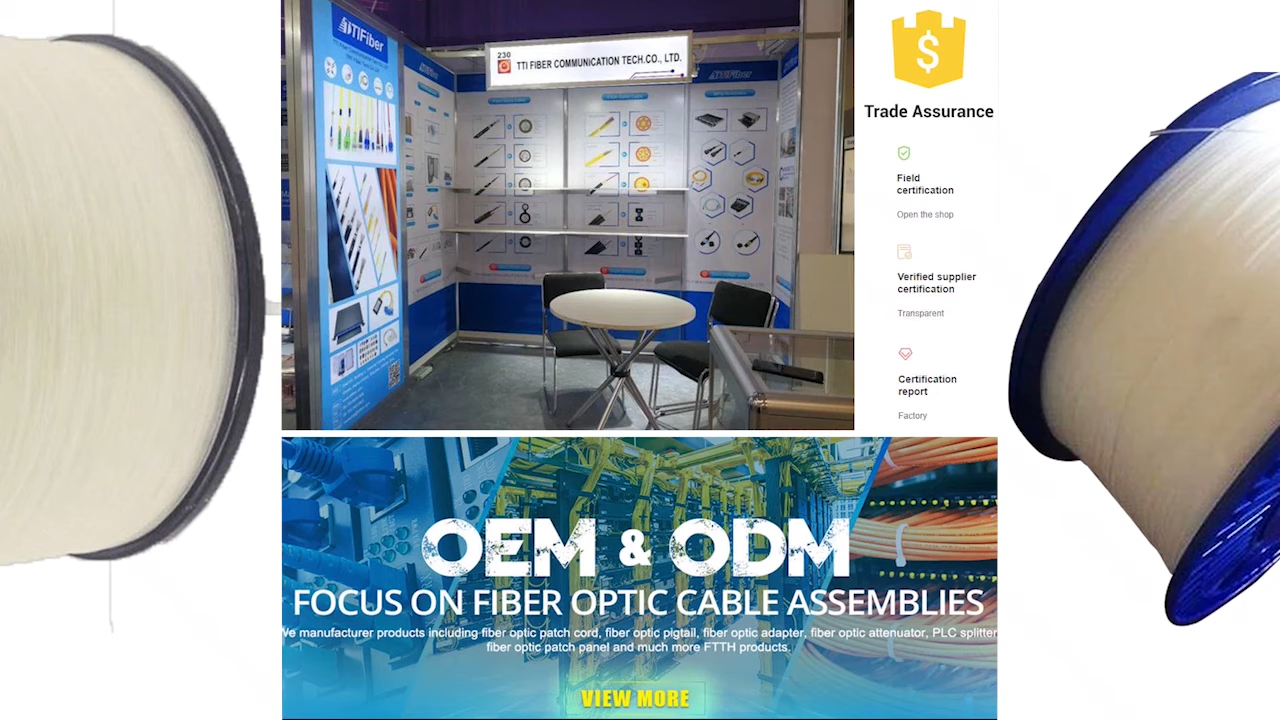 TTIFiber
230
TTI FIBER COMMUNICATION TECH.CO., LTD.
Trade Assurance
Field
certification
Open the shop
Verified supplier
certification
Transparent
Certification
report
Factory
OEM & ODM
FOCUS ON FIBER OPTIC CABLE ASSEMBLIES
We manufacturer products including fiber optic patch cord, fiber optic pigtail, fiber optic adapter, fiber optic attenuator, PLC splitter
fiber optic patch panel and much more FTTH products.
VIEW MORE